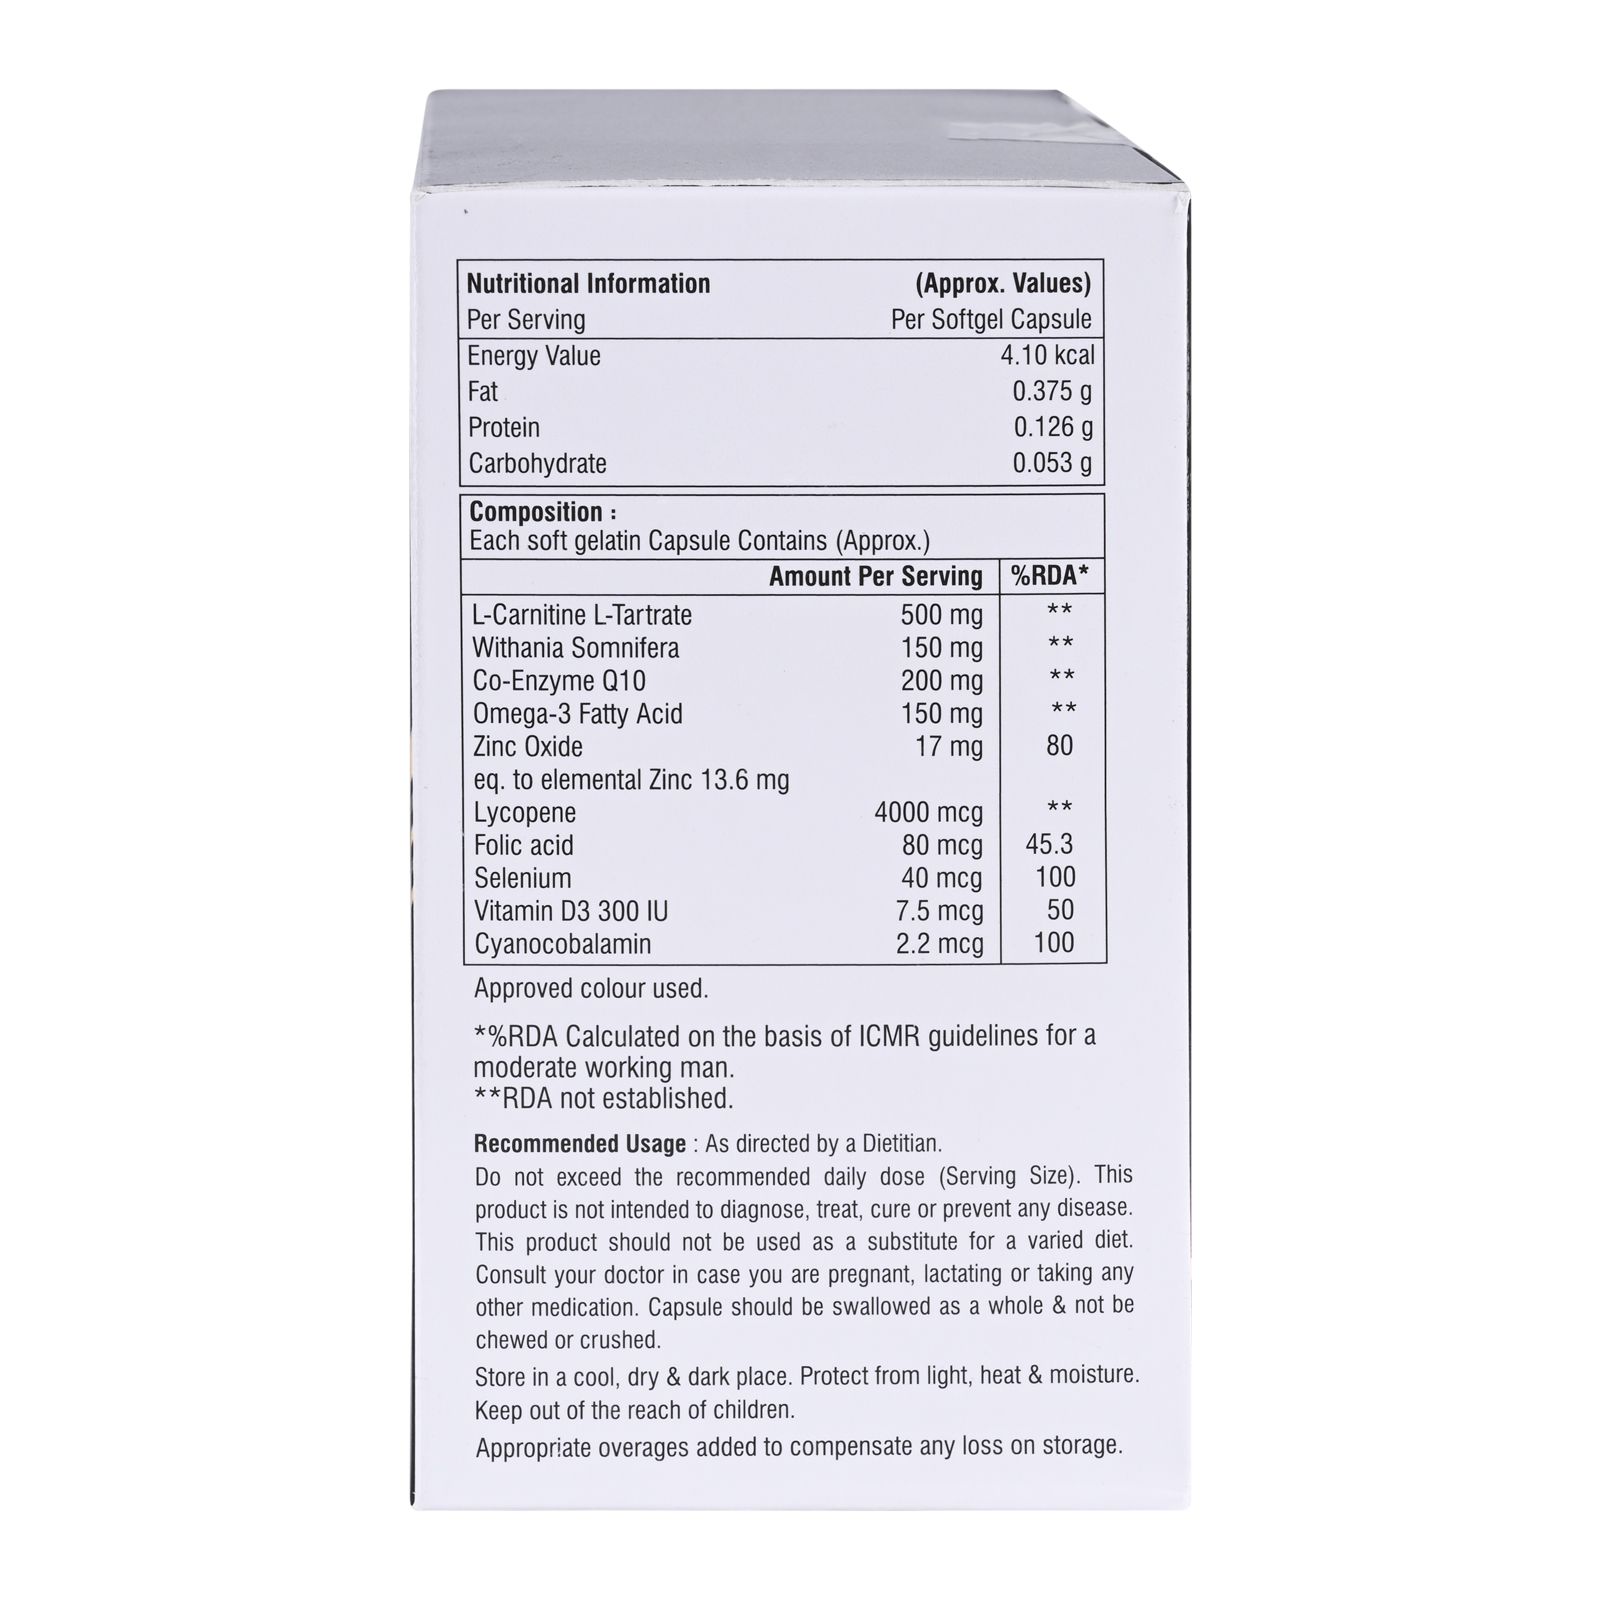 Nutritional Information (Approx. Values)
Per Serving Per Softgel Capsule
Energy Value 4.10 kcal
Fat 0.375 g
Protein 0.126 g
Carbohydrate 0.053 g
Composition :
Each soft gelatin Capsule Contains (Approx.)
Amount Per Serving %RDA*
L-Carnitine L-Tartrate 500 mg **
Withania Somnifera 150 mg **
Co-Enzyme Q10 200 mg **
Omega-3 Fatty Acid 150 mg **
Zinc Oxide 17 mg 80
eq. to elemental Zinc 13.6 mg
Lycopene 4000 mcg **
Folic acid 80 mcg 45.3
Selenium 40 mcg 100
Vitamin D3 300 IU 7.5 mcg 50
Cyanocobalamin 2.2 mcg 100
Approved colour used.
*%RDA Calculated on the basis of ICMR guidelines for a
moderate working man.
**RDA not established.
Recommended Usage : As directed by a Dietitian.
Do not exceed the recommended daily dose (Serving Size). This
product is not intended to diagnose, treat, cure or prevent any disease.
This product should not be used as a substitute for a varied diet.
Consult your doctor in case you are pregnant, lactating or taking any
other medication. Capsule should be swallowed as a whole & not be
chewed or crushed.
Store in a cool, dry & dark place. Protect from light, heat & moisture.
Keep out of the reach of children.
Appropriate overages added to compensate any loss on storage.